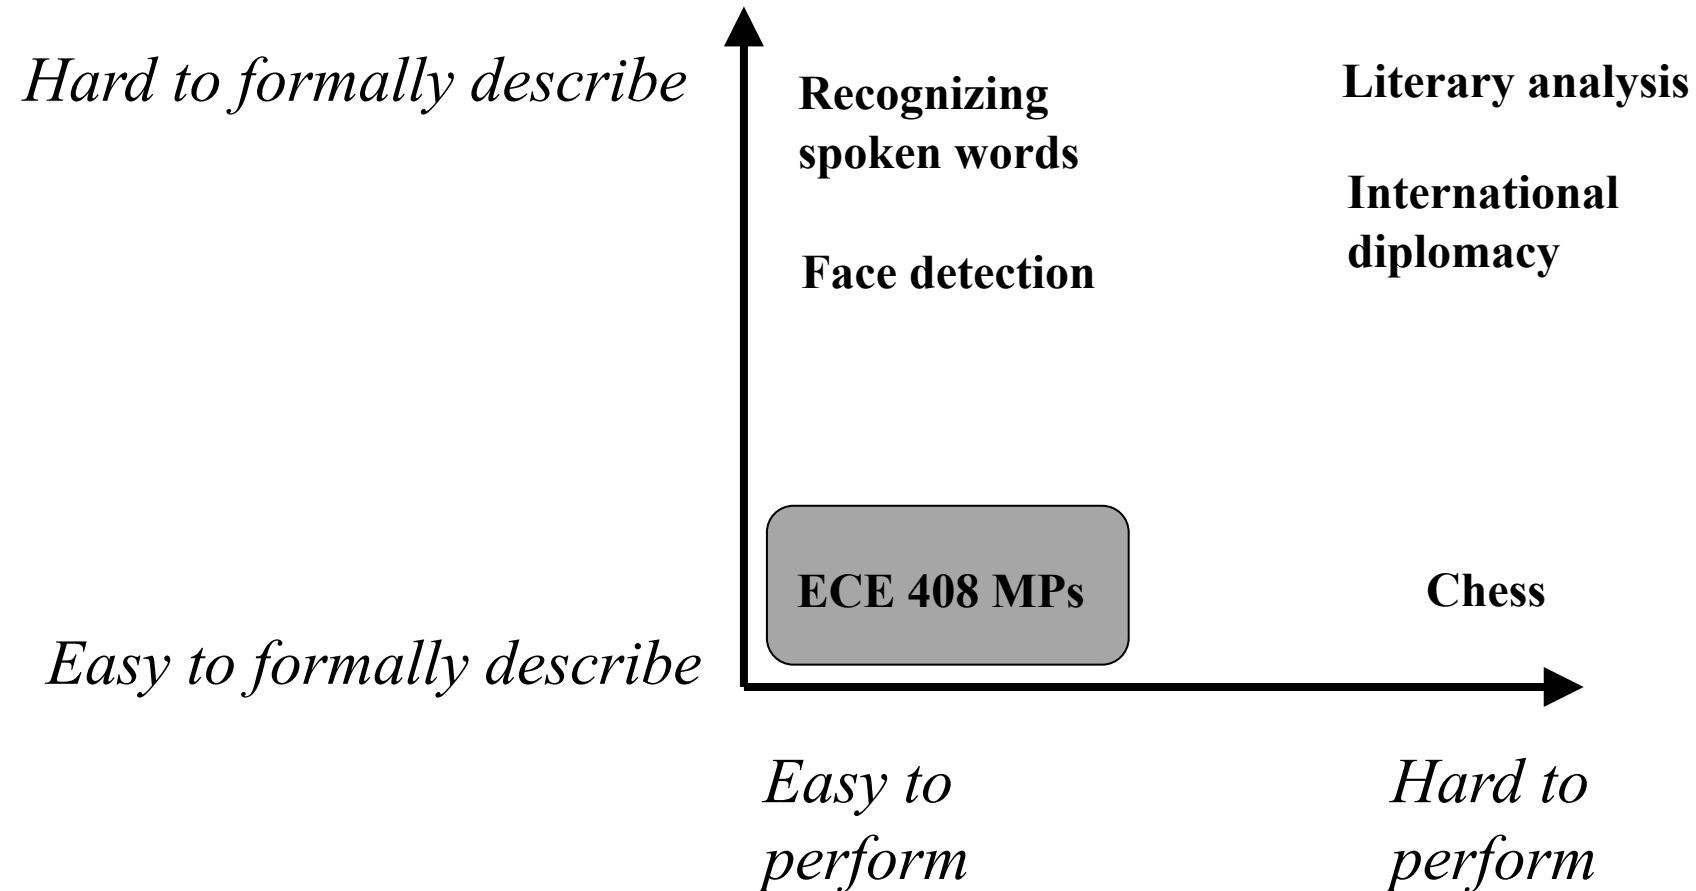 Hard to formally describe
Recognizing
spoken words
Literary analysis
International
diplomacy
Face detection
ECE 408 MPs
Chess
Easy to formally describe
Easy to
perform
Hard to
perform